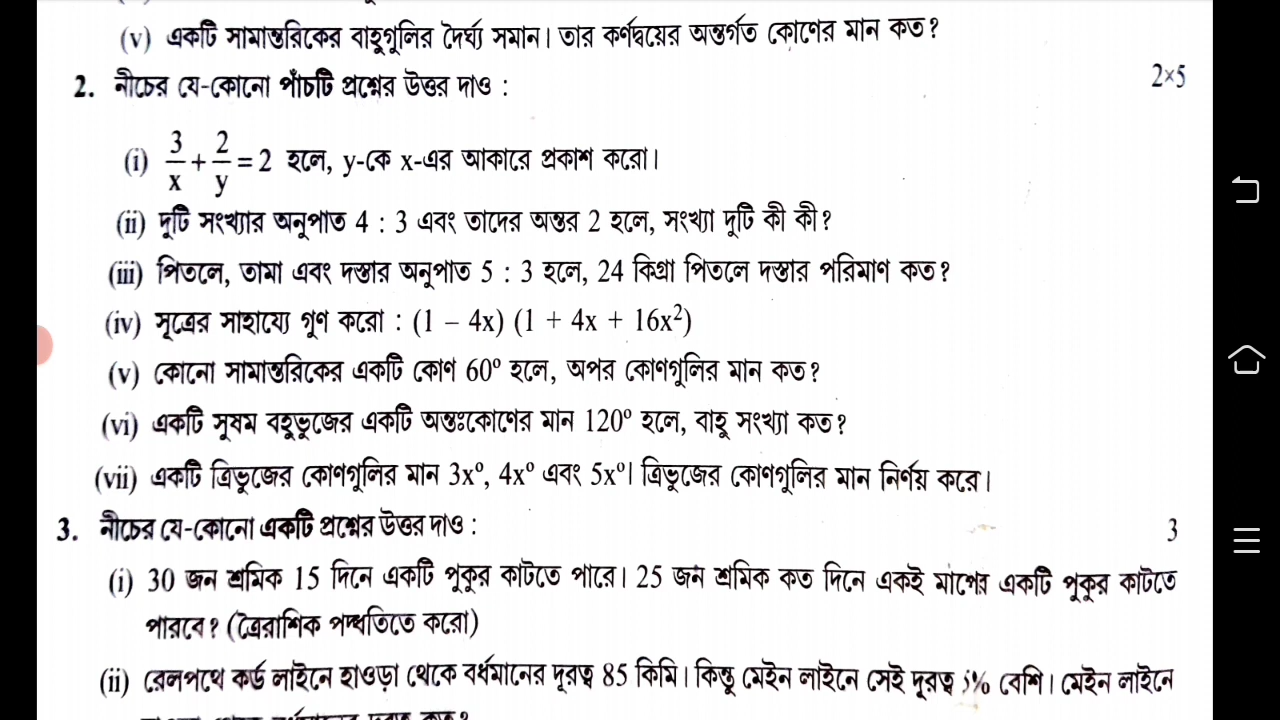 (v) একটি সামান্তরিকের বাহুগুলির দৈর্ঘ্য সমান। তার কর্ণদ্বয়ের অন্তর্গত কোণের মান কত?
2. নীচের যে-কোনো পাঁচটি প্রশ্নের উত্তর দাও : 2×5
(i) 3/x + 2/y = 2 হলে, y-কে x-এর আকারে প্রকাশ করো।
(ii) দুটি সংখ্যার অনুপাত 4 : 3 এবং তাদের অন্তর 2 হলে, সংখ্যা দুটি কী কী?
(iii) পিতলে, তামা এবং দস্তার অনুপাত 5 : 3 হলে, 24 কিগ্রা পিতলে দস্তার পরিমাণ কত?
(iv) সূত্রের সাহায্যে গুণ করো : (1 – 4x) (1 + 4x + 16x²)
(v) কোনো সামান্তরিকের একটি কোণ 60° হলে, অপর কোণগুলির মান কত?
(vi) একটি সুষম বহুভুজের একটি অন্তঃকোণের মান 120° হলে, বাহু সংখ্যা কত?
(vii) একটি ত্রিভুজের কোণগুলির মান 3x°, 4x° এবং 5x°। ত্রিভুজের কোণগুলির মান নির্ণয় করে।
3. নীচের যে-কোনো একটি প্রশ্নের উত্তর দাও : 3
(i) 30 জন শ্রমিক 15 দিনে একটি পুকুর কাটতে পারে। 25 জন শ্রমিক কত দিনে একই মাপের একটি পুকুর কাটতে
পারবে? (ত্রৈরাশিক পদ্ধতিতে করো)
(ii) রেলপথে কর্ড লাইনে হাওড়া থেকে বর্ধমানের দূরত্ব 85 কিমি। কিন্তু মেইন লাইনে সেই দূরত্ব 5% বেশি। মেইন লাইনে